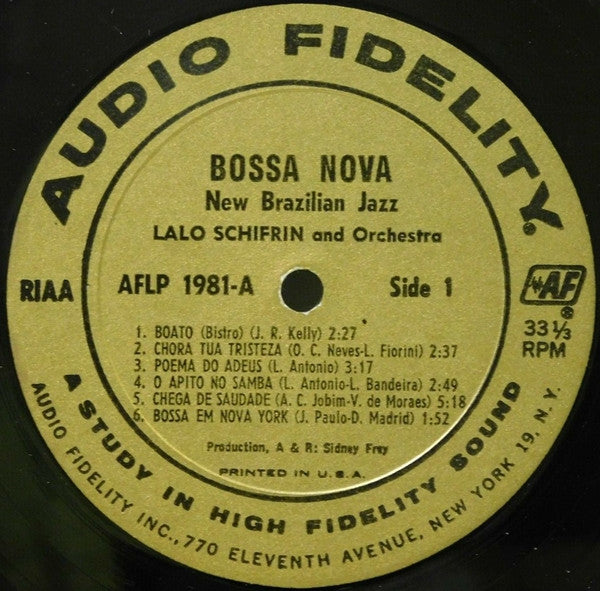 AUDIO FIDELITY®
BOSSA NOVA
New Brazilian Jazz
LALO SCHIFRIN and Orchestra
RIAA
AFLP 1981-A
Side 1
AF®
33 1/3
RPM
1. BOATO (Bistro) (J. R. Kelly) 2:27
2. CHORA TUA TRISTEZA (O. C. Neves-L. Fiorini) 2:37
3. POEMA DO ADEUS (L. Antonio) 3:17
4. O APITO NO SAMBA (L. Antonio-L. Bandeira) 2:49
5. CHEGA DE SAUDADE (A. C. Jobim-V. de Moraes) 5:18
6. BOSSA EM NOVA YORK (J. Paulo-D. Madrid) 1:52
Production, A & R: Sidney Frey
PRINTED IN U.S.A.
A STUDY IN HIGH FIDELITY SOUND
AUDIO FIDELITY INC., 770 ELEVENTH AVENUE, NEW YORK 19, N.Y.